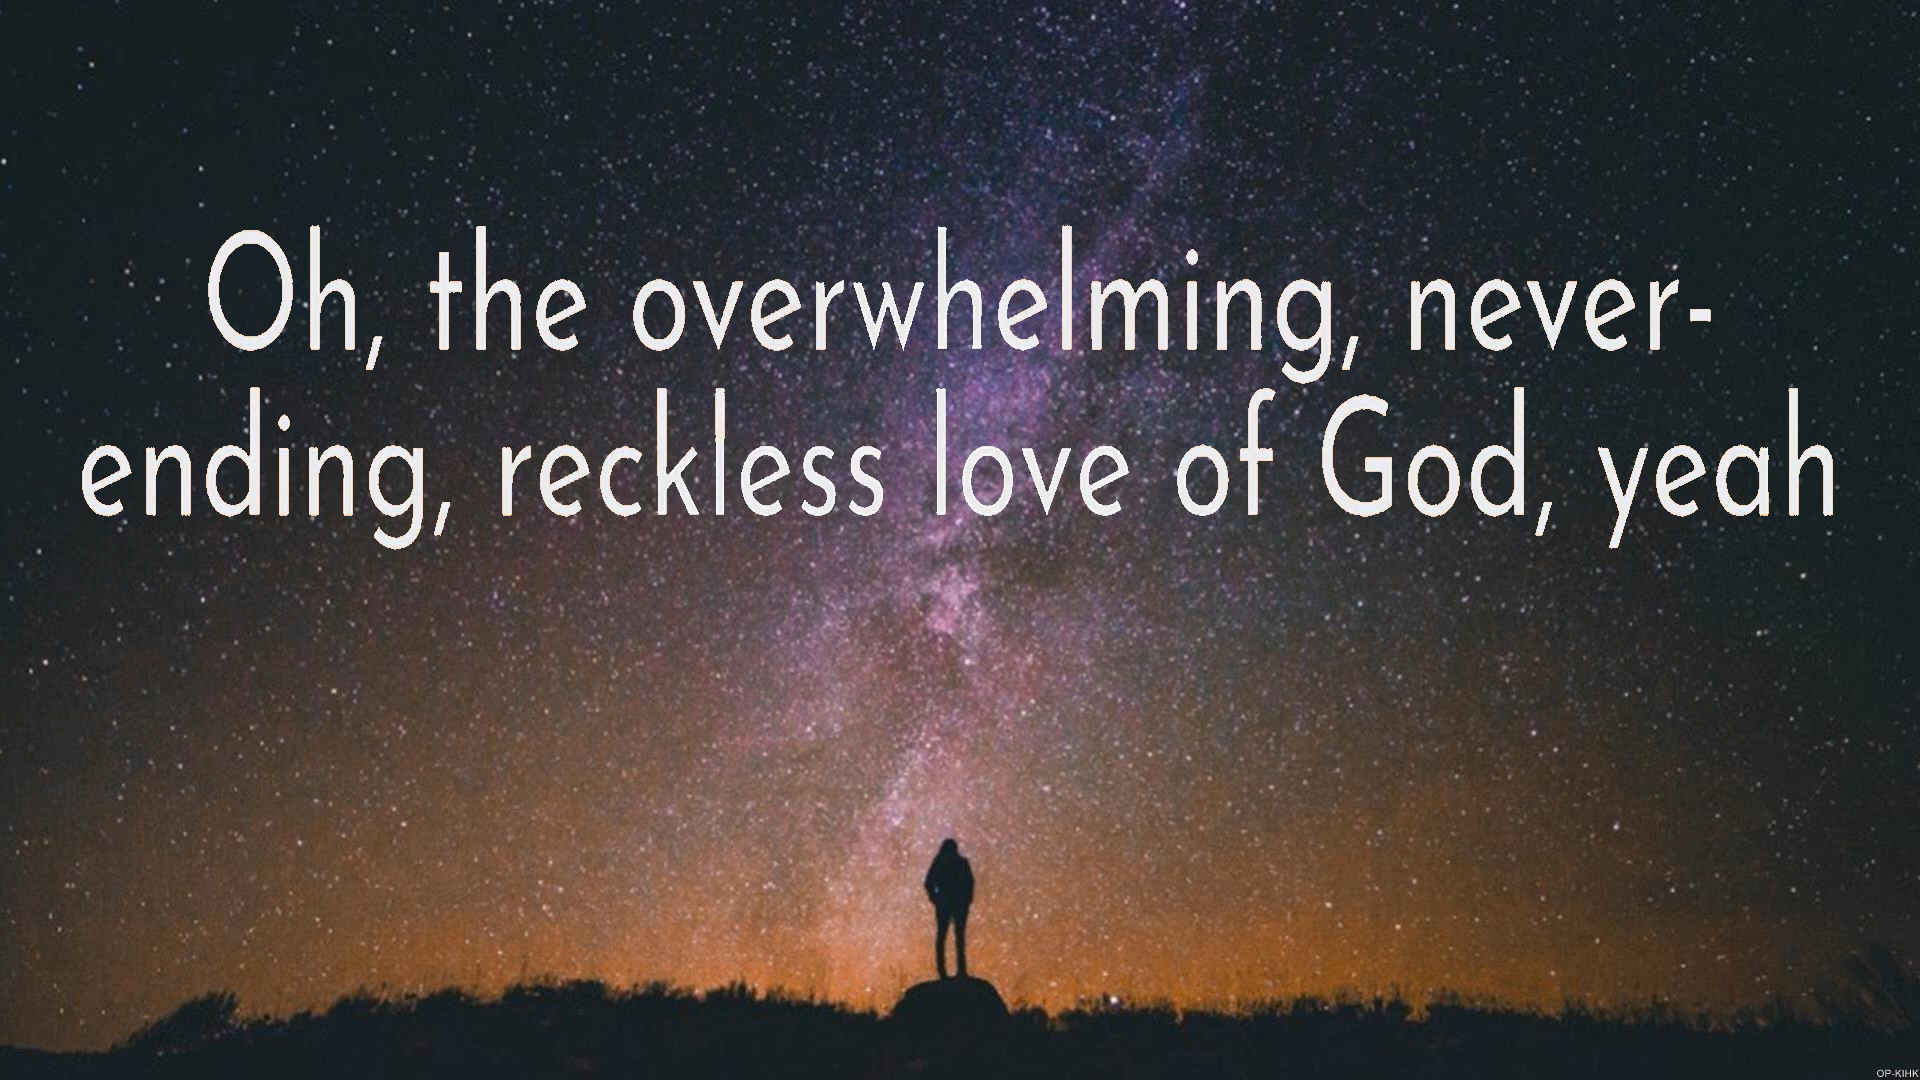 Oh, the overwhelming, never-
ending, reckless love of God, yeah
OP-KIHK